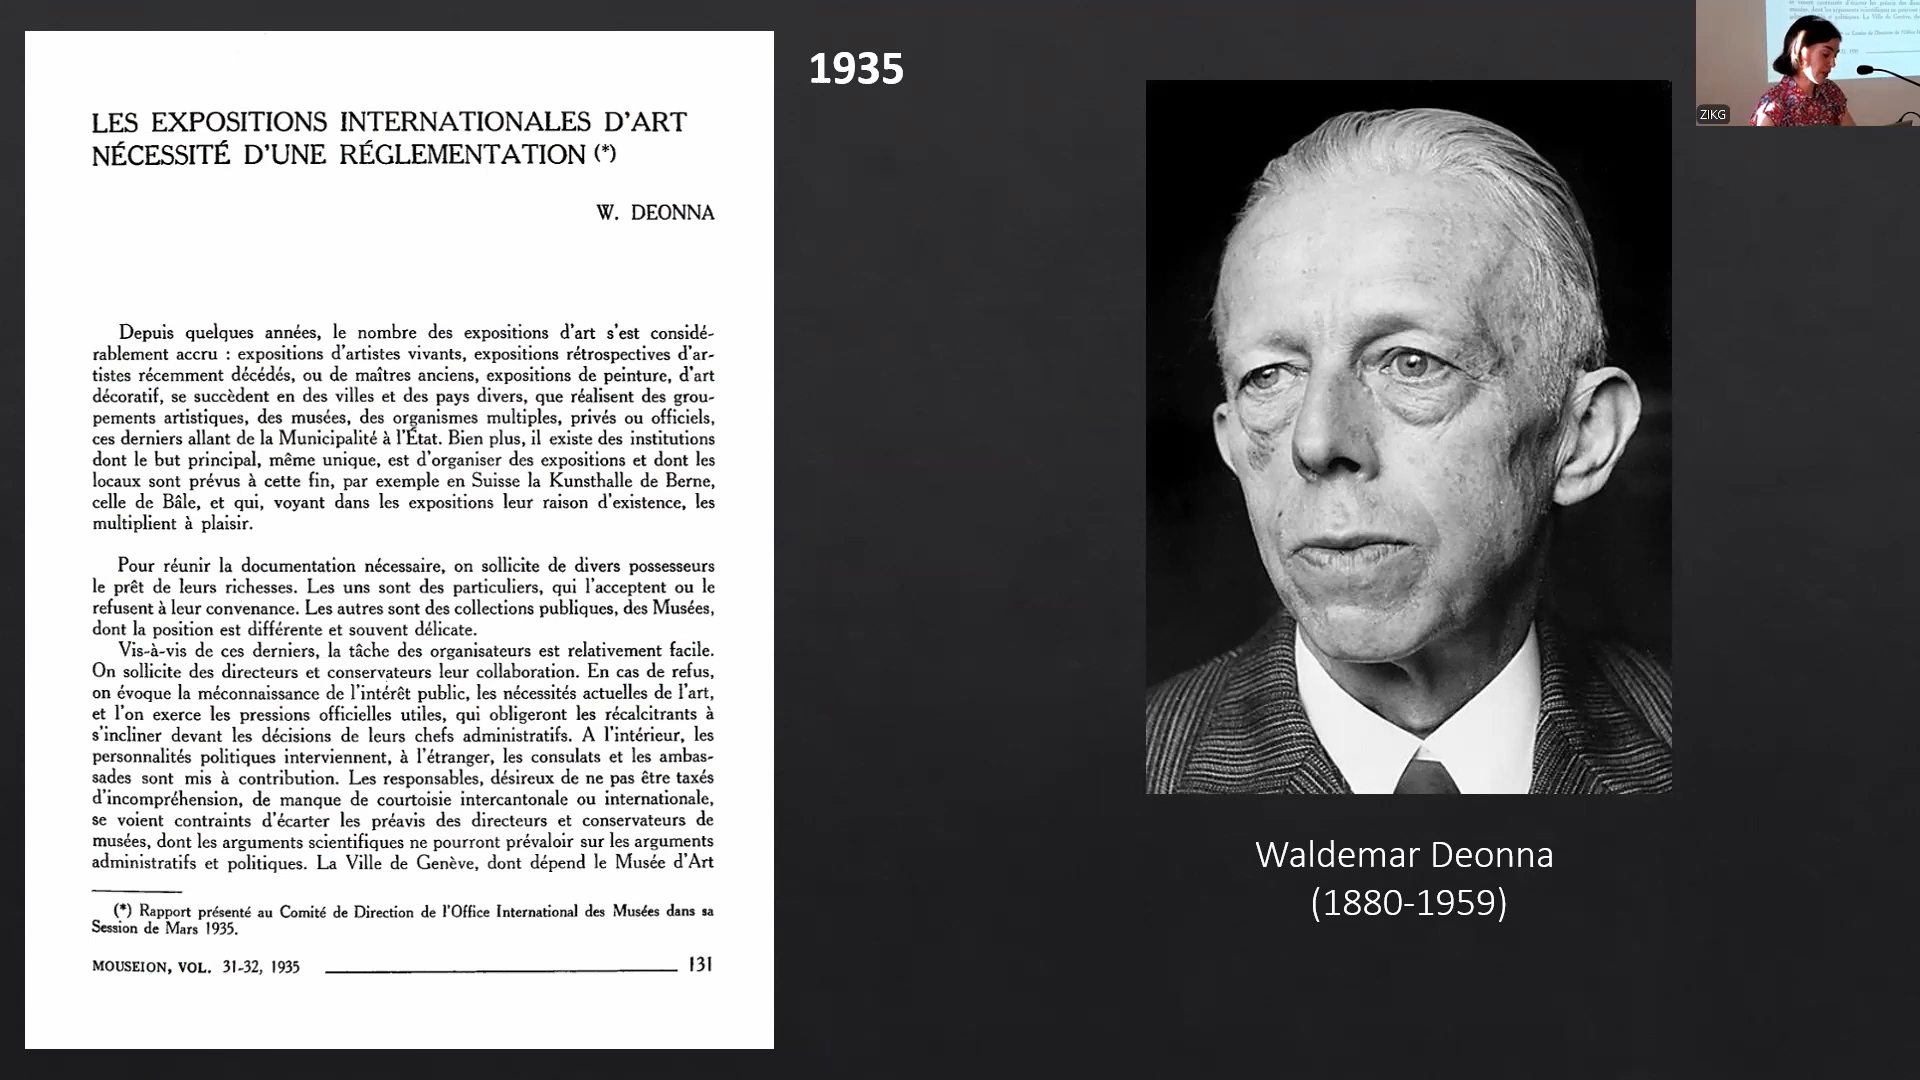 LES EXPOSITIONS INTERNATIONALES D'ART
NÉCESSITÉ D'UNE RÉGLEMENTATION (*)
W. DEONNA
Depuis quelques années, le nombre des expositions d'art s'est considé-
rablement accru : expositions d'artistes vivants, expositions rétrospectives d'ar-
tistes récemment décédés, ou de maîtres anciens, expositions de peinture, d'art
décoratif, se succèdent en des villes et des pays divers, que réalisent des grou-
pements artistiques, des musées, des organismes multiples, privés ou officiels,
ces derniers allant de la Municipalité à l'État. Bien plus, il existe des institutions
dont le but principal, même unique, est d'organiser des expositions et dont les
locaux sont prévus à cette fin, par exemple en Suisse la Kunsthalle de Berne,
celle de Bâle, et qui, voyant dans les expositions leur raison d'existence, les
multiplient à plaisir.
Pour réunir la documentation nécessaire, on sollicite de divers possesseurs
le prêt de leurs richesses. Les uns sont des particuliers, qui l'acceptent ou le
refusent à leur convenance. Les autres sont des collections publiques, des Musées,
dont la position est différente et souvent délicate.
Vis-à-vis de ces derniers, la tâche des organisateurs est relativement facile.
On sollicite des directeurs et conservateurs leur collaboration. En cas de refus,
on évoque la méconnaissance de l'intérêt public, les nécessités actuelles de l'art,
et l'on exerce les pressions officielles utiles, qui obligeront les récalcitrants à
s'incliner devant les décisions de leurs chefs administratifs. A l'intérieur, les
personnalités politiques interviennent, à l'étranger, les consulats et les ambas-
sades sont mis à contribution. Les responsables, désireux de ne pas être taxés
d'incompréhension, de manque de courtoisie intercantonale ou internationale,
se voient contraints d'écarter les préavis des directeurs et conservateurs de
musées, dont les arguments scientifiques ne pourront prévaloir sur les arguments
administratifs et politiques. La Ville de Genève, dont dépend le Musée d'Art
(*) Rapport présenté au Comité de Direction de l'Office International des Musées dans sa
Session de Mars 1935.
MOUSEION, VOL. 31-32, 1935 131
1935
Waldemar Deonna
(1880-1959)
ZIKG